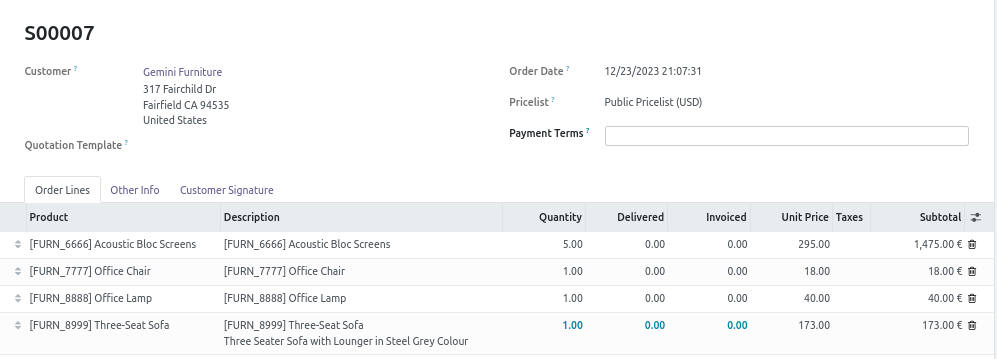 S00007
Customer ?
Gemini Furniture
317 Fairchild Dr
Fairfield CA 94535
United States
Quotation Template ?
Order Date ? 12/23/2023 21:07:31
Pricelist ? Public Pricelist (USD)
Payment Terms ?
Order Lines Other Info Customer Signature
Product Description Quantity Delivered Invoiced Unit Price Taxes Subtotal
[FURN_6666] Acoustic Bloc Screens [FURN_6666] Acoustic Bloc Screens 5.00 0.00 0.00 295.00 1,475.00 €
[FURN_7777] Office Chair [FURN_7777] Office Chair 1.00 0.00 0.00 18.00 18.00 €
[FURN_8888] Office Lamp [FURN_8888] Office Lamp 1.00 0.00 0.00 40.00 40.00 €
[FURN_8999] Three-Seat Sofa [FURN_8999] Three-Seat Sofa 1.00 0.00 0.00 173.00 173.00 €
Three Seater Sofa with Lounger in Steel Grey Colour